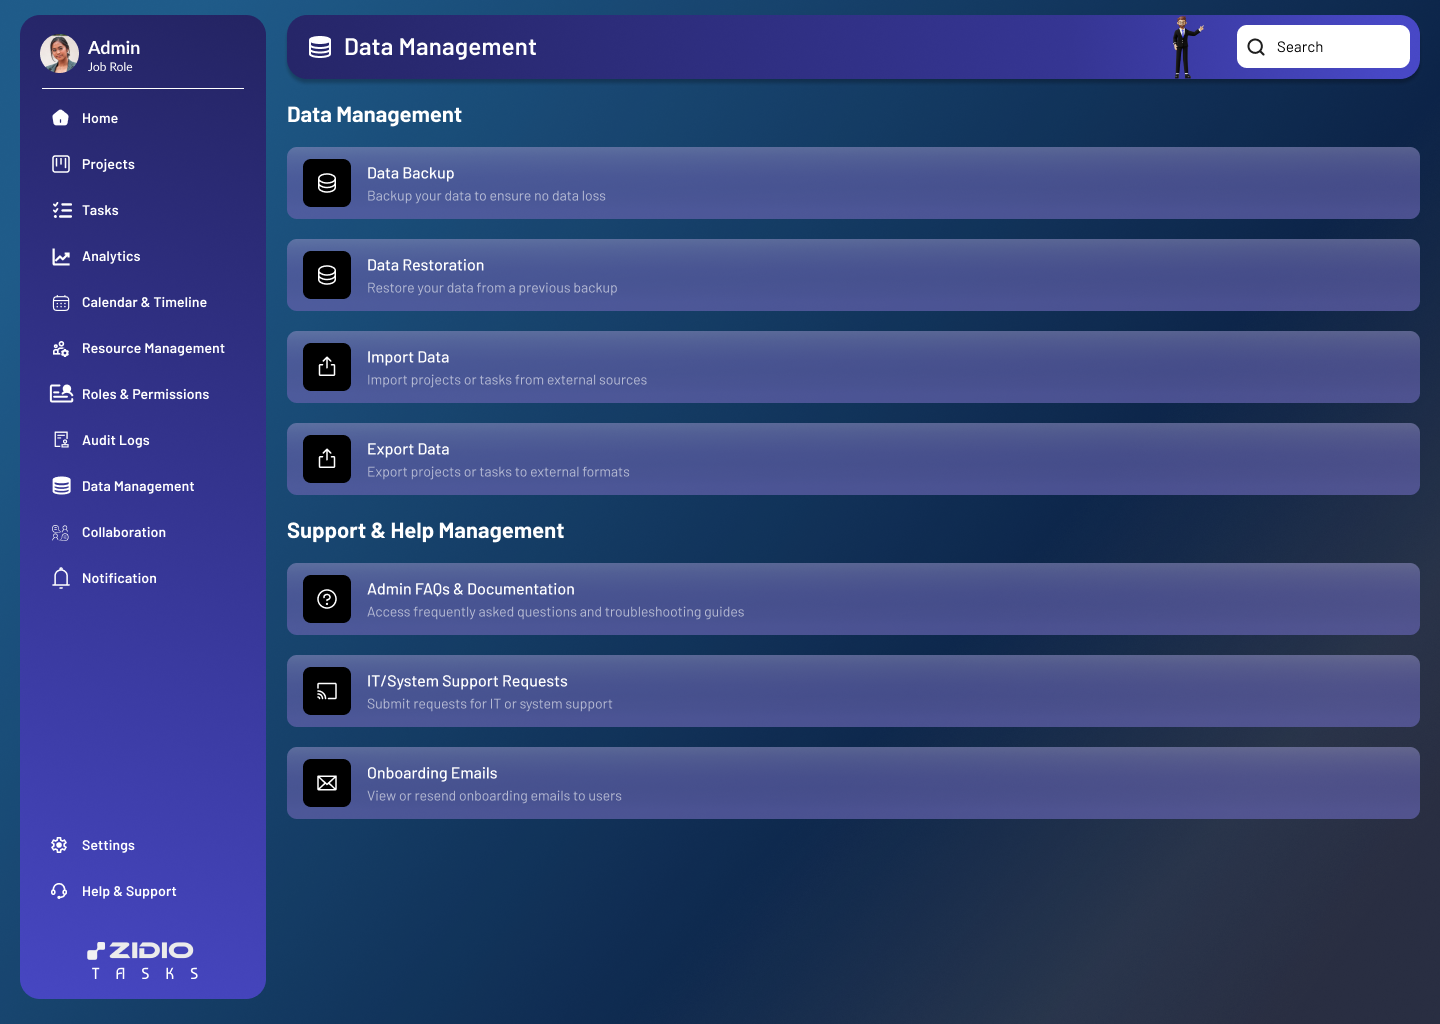 Admin
Job Role
Home
Projects
Tasks
Analytics
Calendar & Timeline
Resource Management
Roles & Permissions
Audit Logs
Data Management
Collaboration
Notification
Settings
Help & Support
ZIDIO
TASKS
Data Management
Search
Data Management
Data Backup
Backup your data to ensure no data loss
Data Restoration
Restore your data from a previous backup
Import Data
Import projects or tasks from external sources
Export Data
Export projects or tasks to external formats
Support & Help Management
Admin FAQs & Documentation
Access frequently asked questions and troubleshooting guides
IT/System Support Requests
Submit requests for IT or system support
Onboarding Emails
View or resend onboarding emails to users